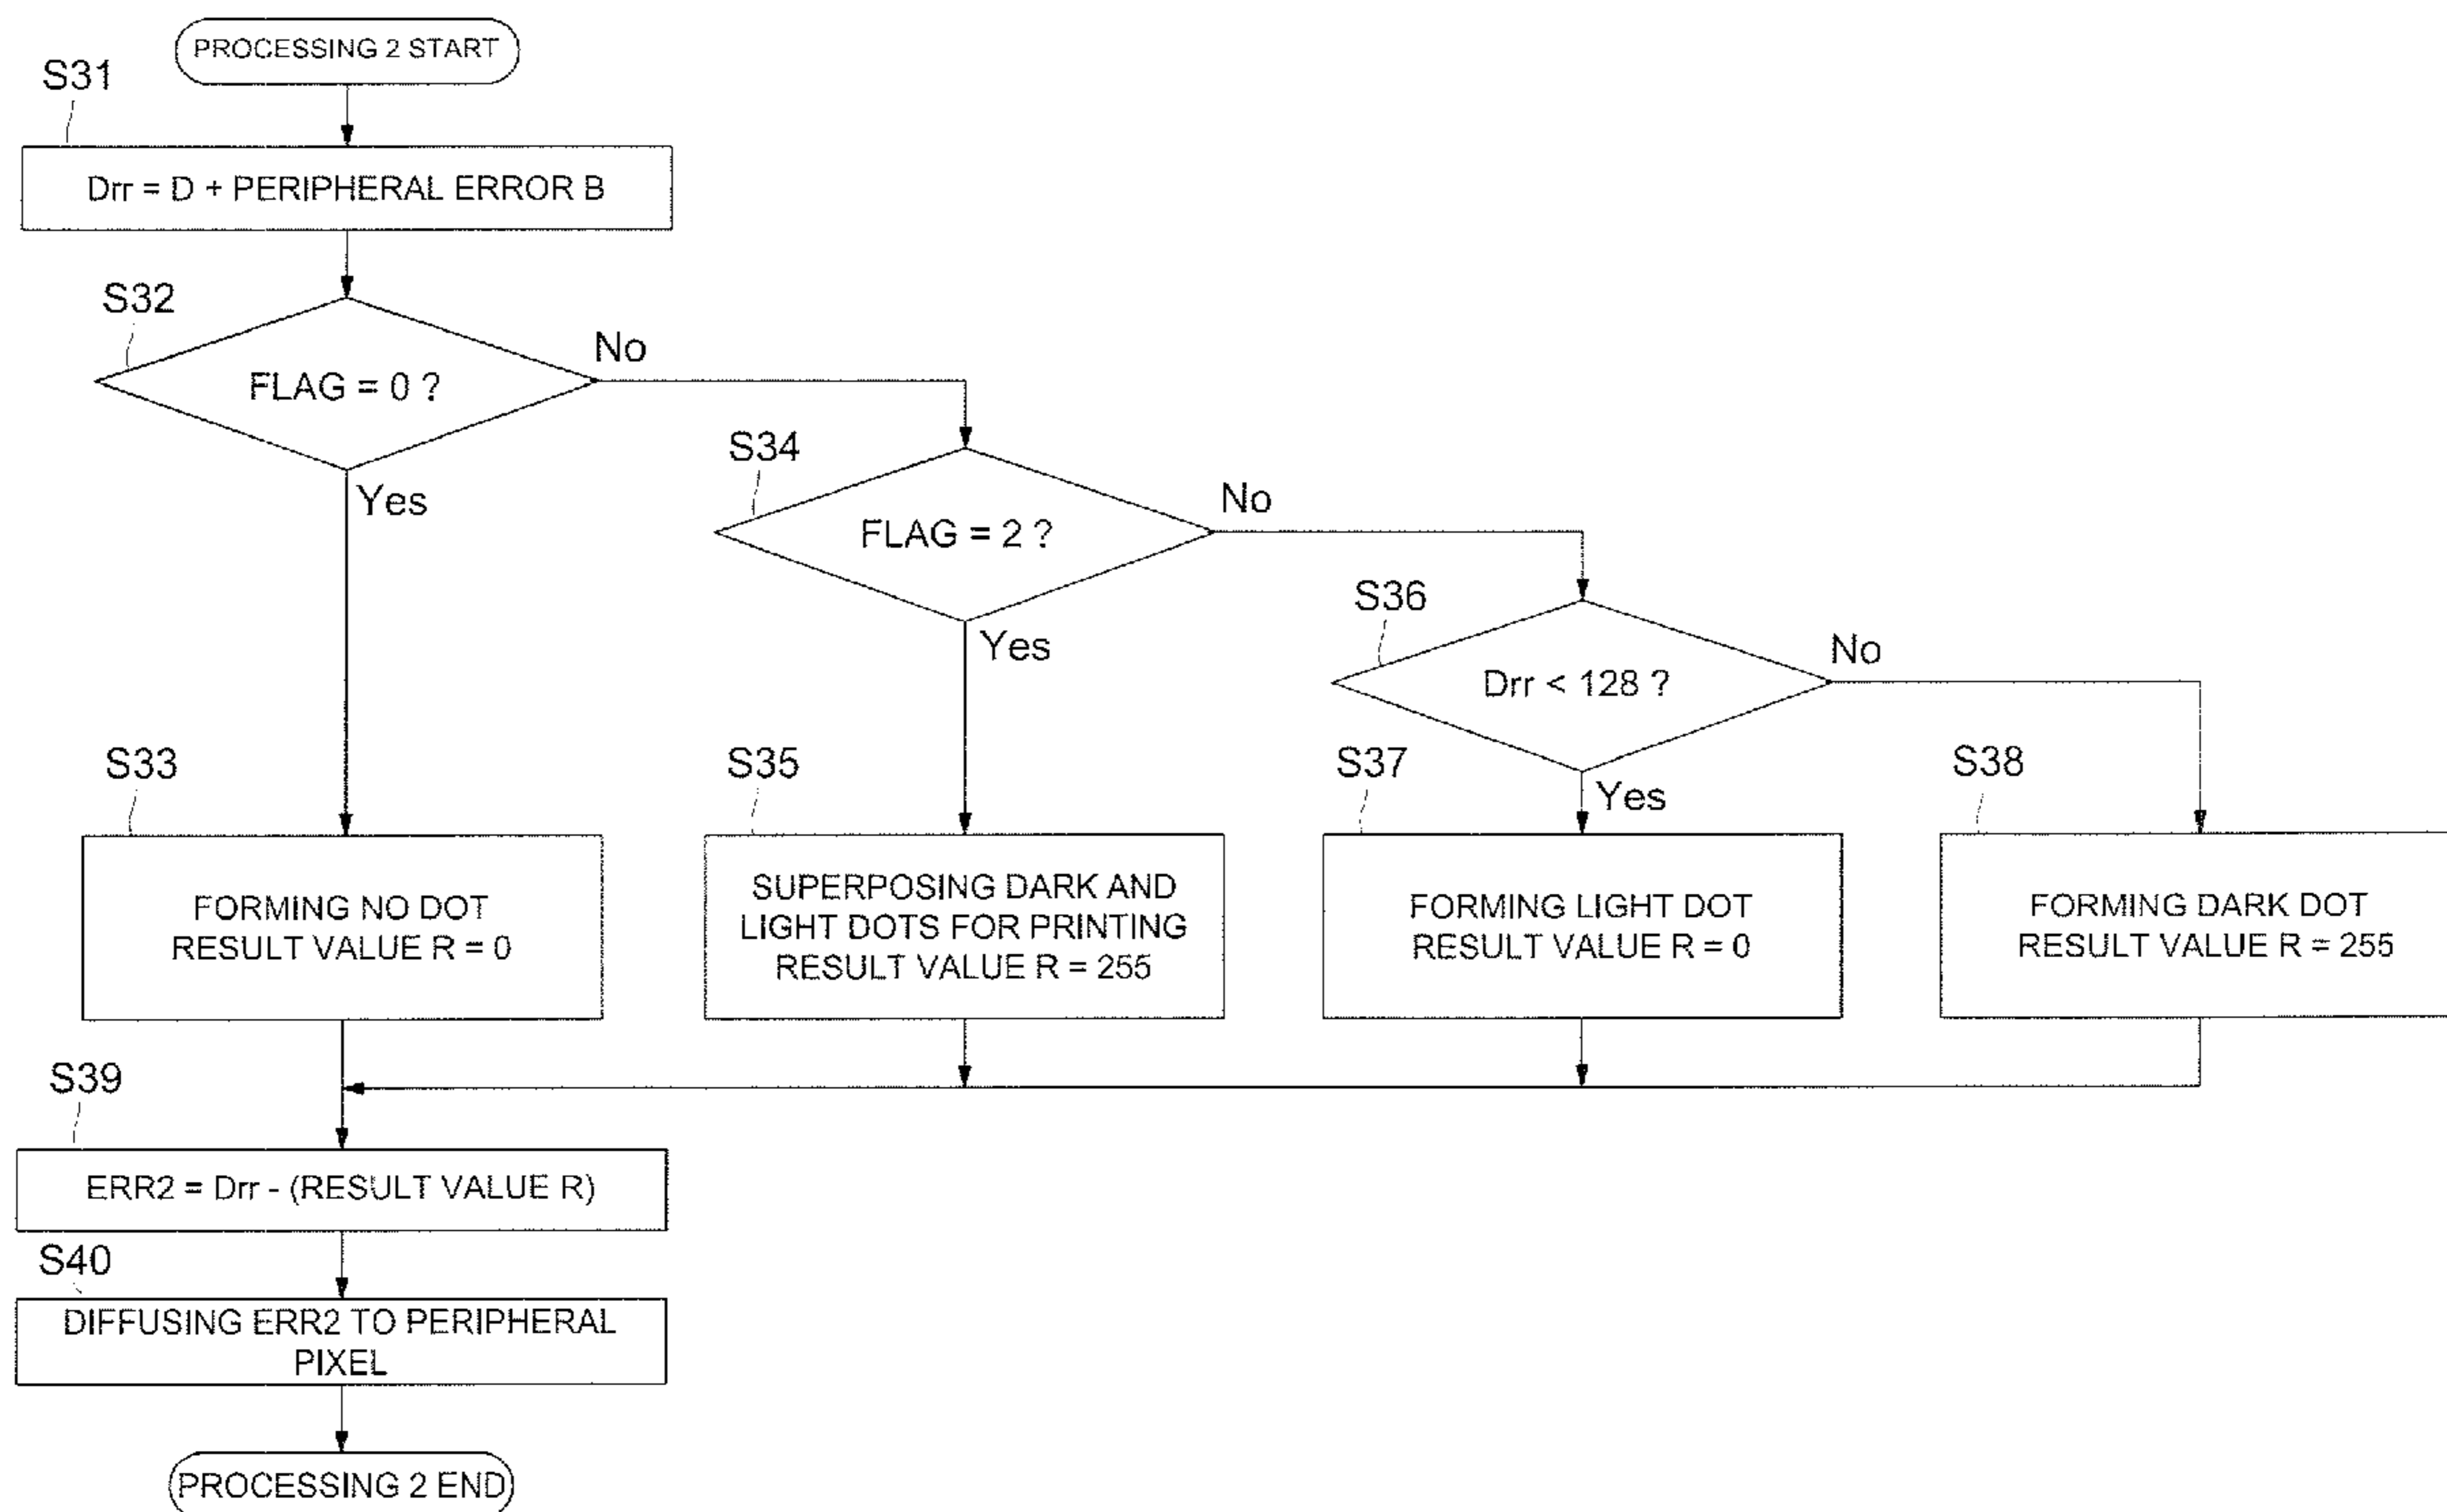 PROCESSING 2 START
S31
Drr = D + PERIPHERAL ERROR B
S32
FLAG = 0 ?
No
Yes
S34
FLAG = 2 ?
No
Yes
S36
Drr < 128 ?
No
Yes
S33
FORMING NO DOT
RESULT VALUE R = 0
S35
SUPERPOSING DARK AND
LIGHT DOTS FOR PRINTING
RESULT VALUE R = 255
S37
FORMING LIGHT DOT
RESULT VALUE R = 0
S38
FORMING DARK DOT
RESULT VALUE R = 255
S39
ERR2 = Drr - (RESULT VALUE R)
S40
DIFFUSING ERR2 TO PERIPHERAL
PIXEL
PROCESSING 2 END